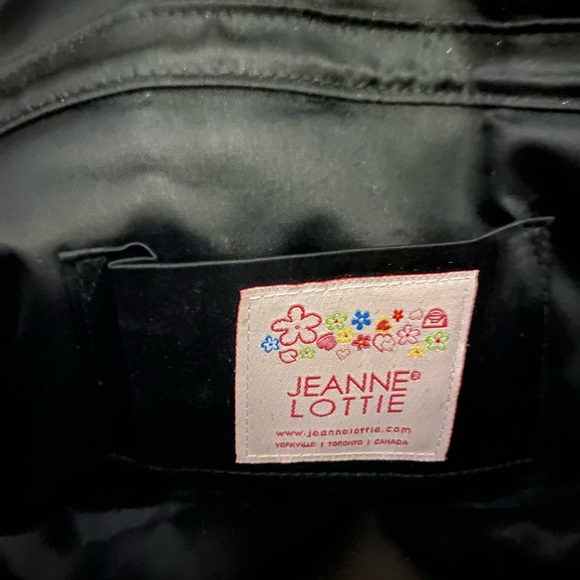 JEANNE®
LOTTIE
www.jeannelottie.com
YORKVILLE | TORONTO | CANADA